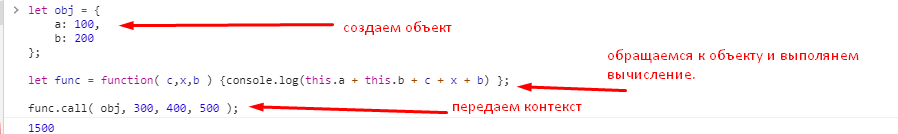 > let obj = {
a: 100,
создаем объект
b: 200
};
обращаемся к объекту и выполянем
вычисление.
let func = function( c,x,b ) {console.log(this.a + this.b + c + x + b) };
func.call( obj, 300, 400, 500 );
передаем контекст
1500